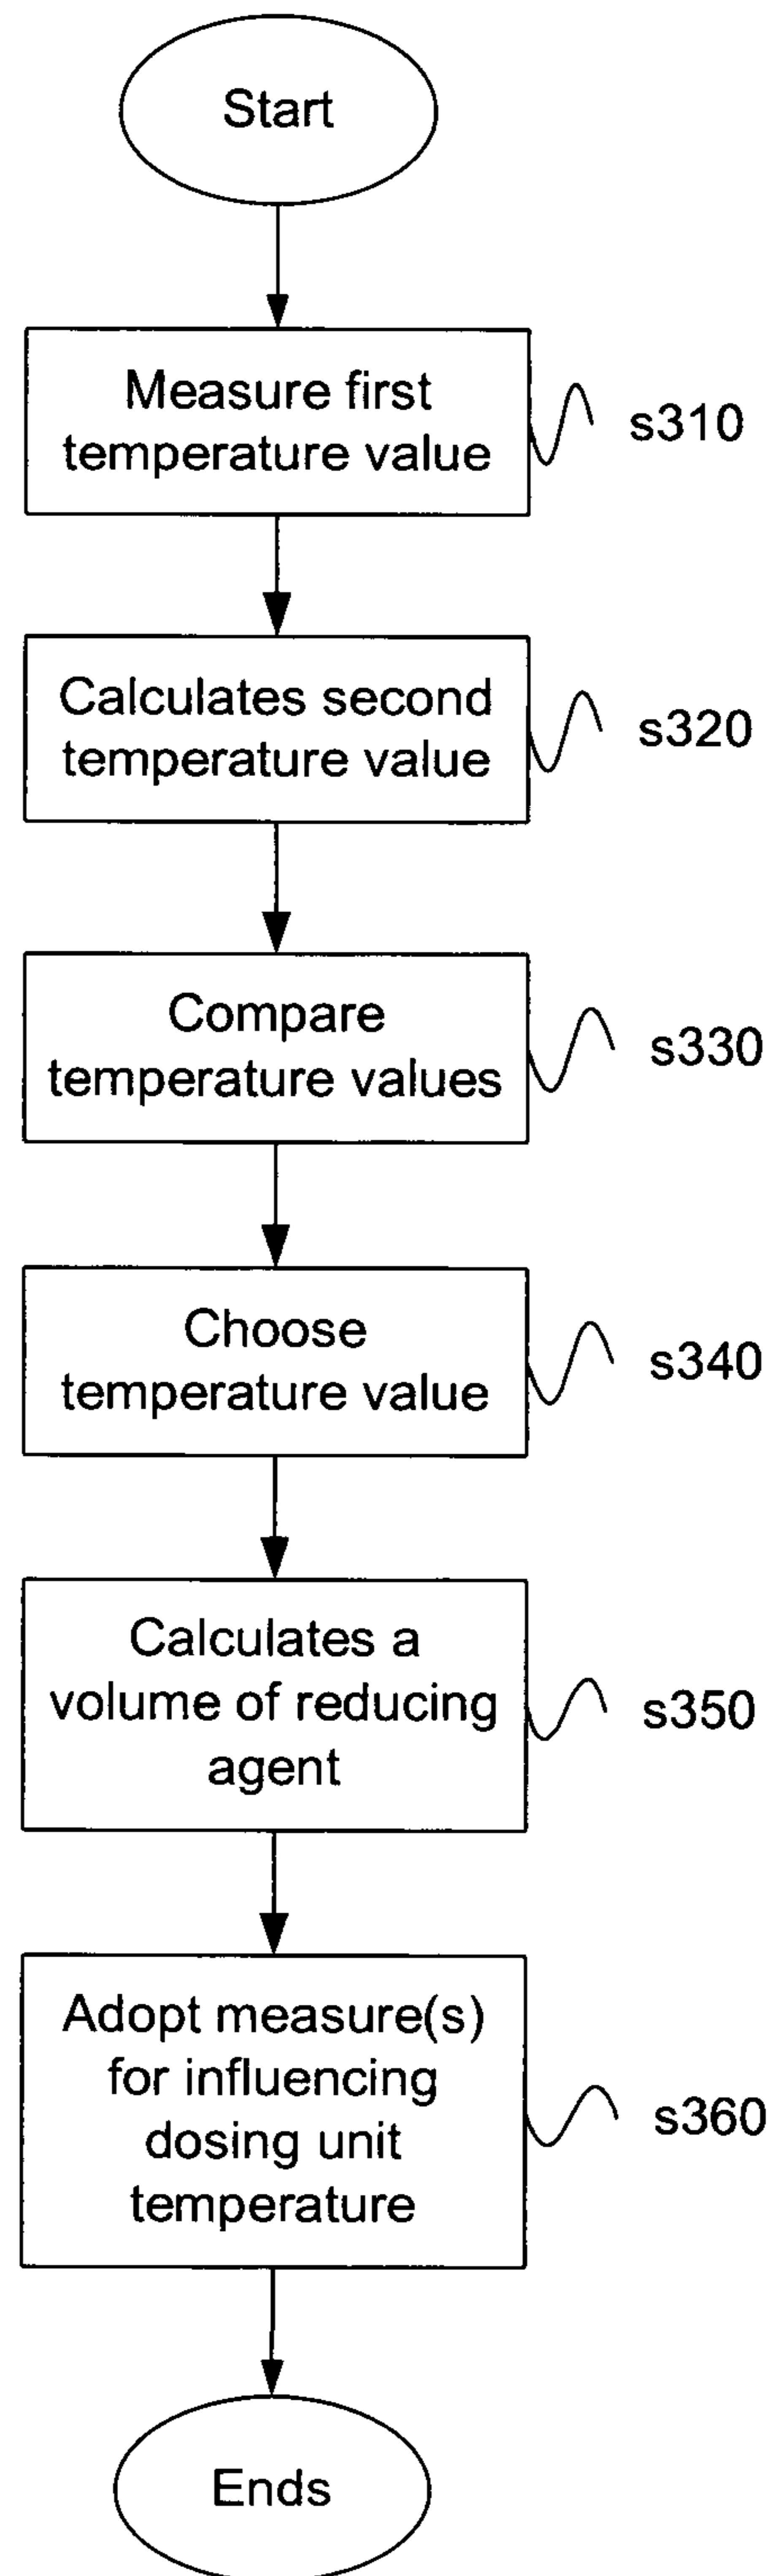 Start
Measure first
temperature value
s310
Calculates second
temperature value
s320
Compare
temperature values
s330
Choose
temperature value
s340
Calculates a
volume of reducing
agent
s350
Adopt measure(s)
for influencing
dosing unit
temperature
s360
Ends